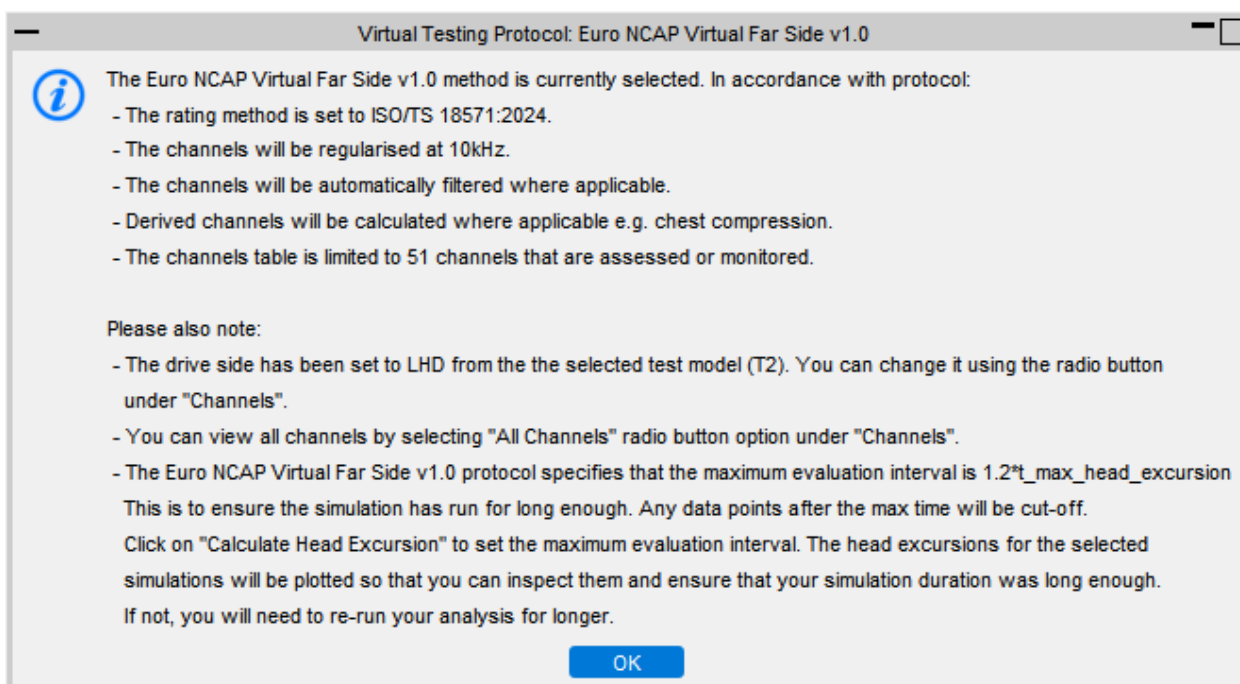 Virtual Testing Protocol: Euro NCAP Virtual Far Side v1.0
The Euro NCAP Virtual Far Side v1.0 method is currently selected. In accordance with protocol:
- The rating method is set to ISO/TS 18571:2024.
- The channels will be regularised at 10kHz.
- The channels will be automatically filtered where applicable.
- Derived channels will be calculated where applicable e.g. chest compression.
- The channels table is limited to 51 channels that are assessed or monitored.
Please also note:
- The drive side has been set to LHD from the the selected test model (T2). You can change it using the radio button
under "Channels".
- You can view all channels by selecting "All Channels" radio button option under "Channels".
- The Euro NCAP Virtual Far Side v1.0 protocol specifies that the maximum evaluation interval is 1.2*t_max_head_excursion
This is to ensure the simulation has run for long enough. Any data points after the max time will be cut-off.
Click on "Calculate Head Excursion" to set the maximum evaluation interval. The head excursions for the selected
simulations will be plotted so that you can inspect them and ensure that your simulation duration was long enough.
If not, you will need to re-run your analysis for longer.
OK